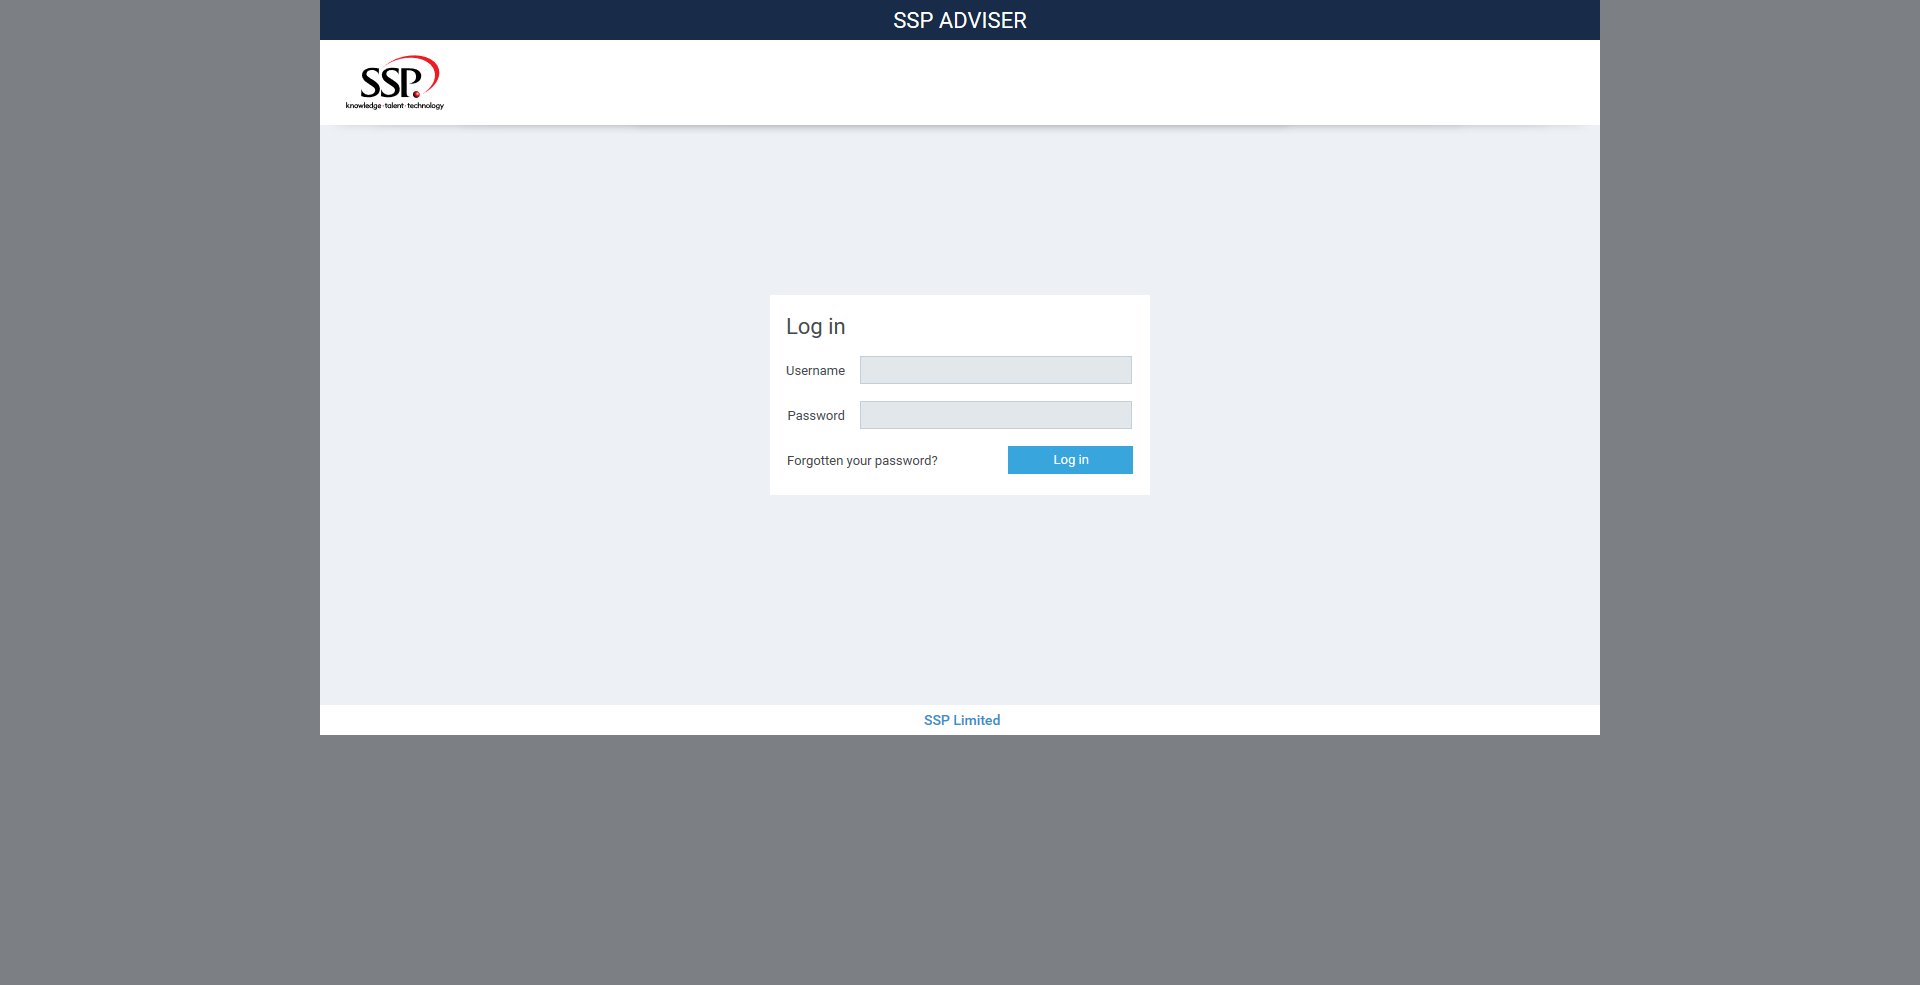 SSP ADVISER
SSP.
knowledge·talent·technology
Log in
Username
Password
Forgotten your password?
Log in
SSP Limited